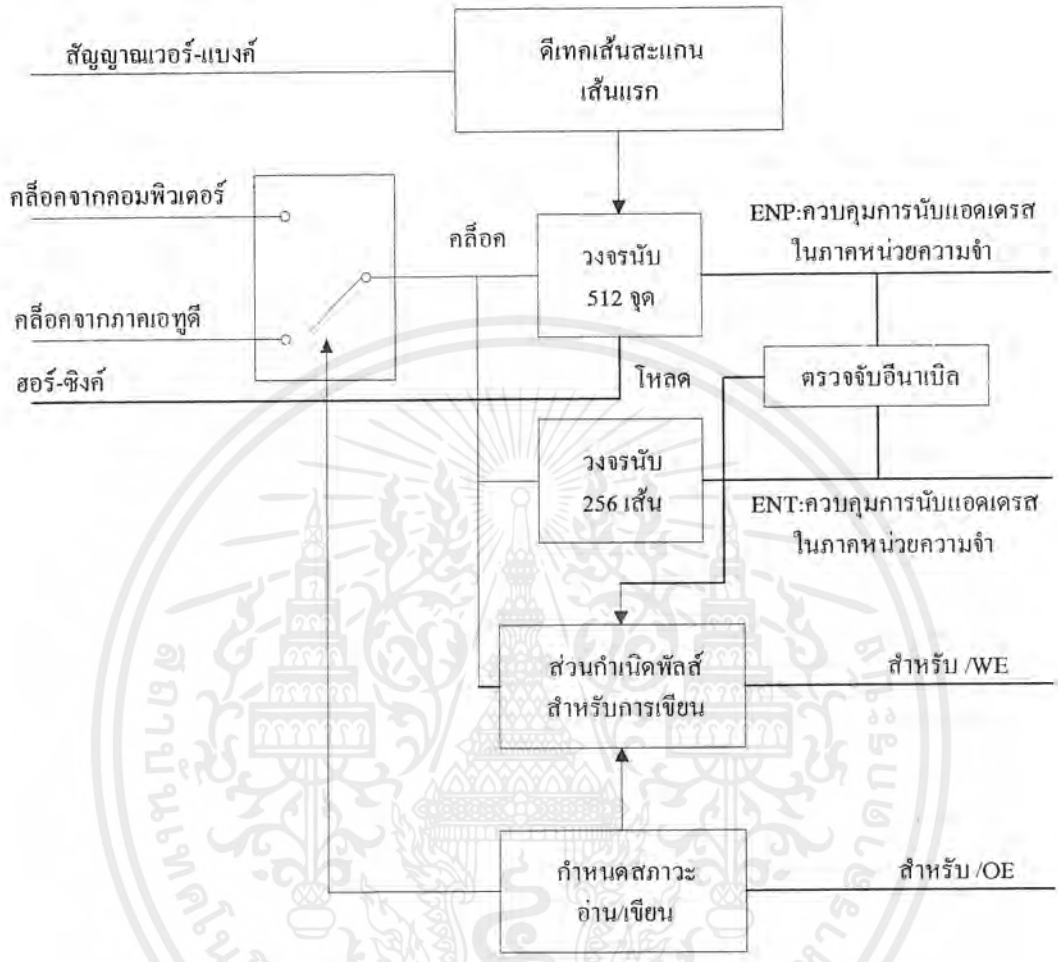 สัญญาณเวอร์-แบงค์
ดีเทคเส้นสะแกน
เส้นแรก
คล็อคจากคอมพิวเตอร์
คล็อค
วงจรนับ
512 จุด
ENP:ควบคุมการนับแอดเดรส
ในภาคหน่วยความจำ
คล็อคจากภาคเอทูดี
ฮอร์-ซิงค์
โหลด
ตรวจจับอีนาเบิล
วงจรนับ
256 เส้น
ENT:ควบคุมการนับแอดเดรส
ในภาคหน่วยความจำ
ส่วนกำเนิดพัลส์
สำหรับการเขียน
สำหรับ /WE
กำหนดสภาวะ
อ่าน/เขียน
สำหรับ /OE